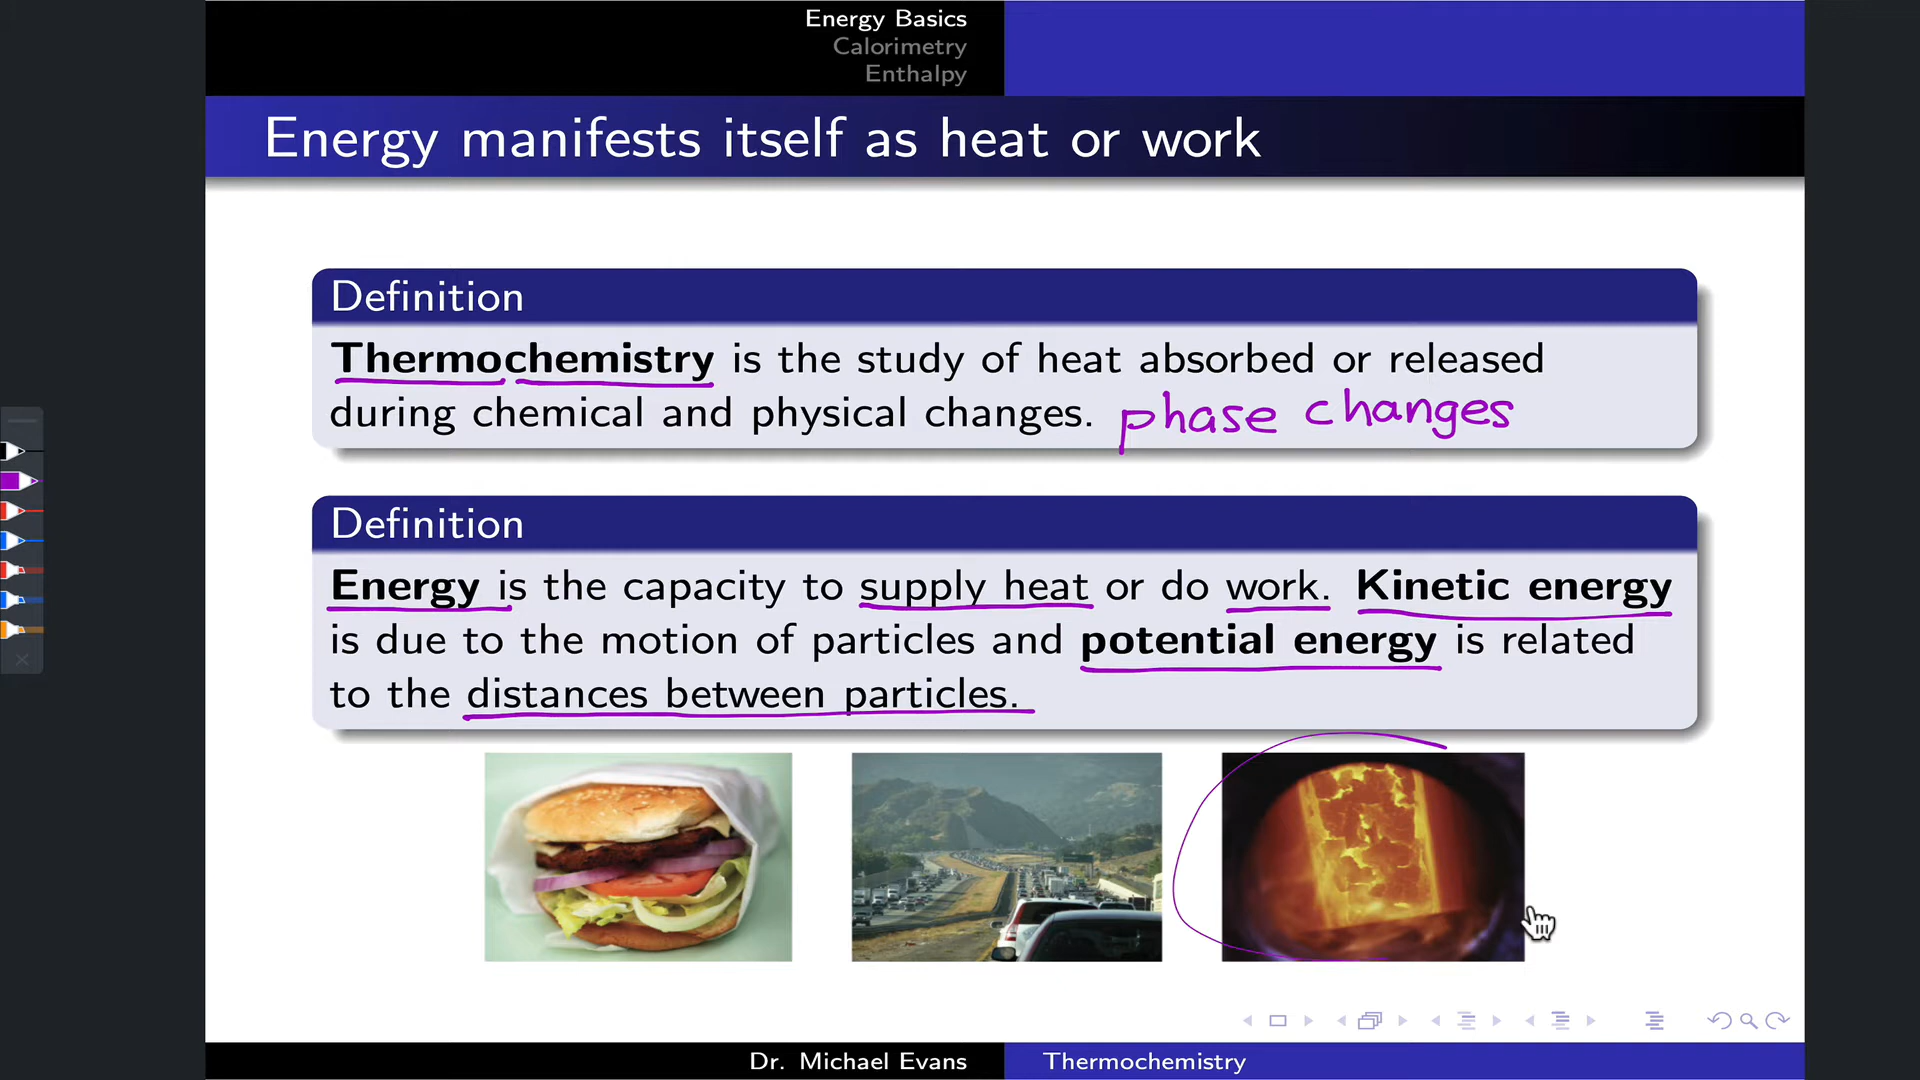 Energy Basics
Calorimetry
Enthalpy
Energy manifests itself as heat or work
Definition
Thermochemistry is the study of heat absorbed or released
during chemical and physical changes. phase changes
Definition
Energy is the capacity to supply heat or do work. Kinetic energy
is due to the motion of particles and potential energy is related
to the distances between particles.
Dr. Michael Evans Thermochemistry